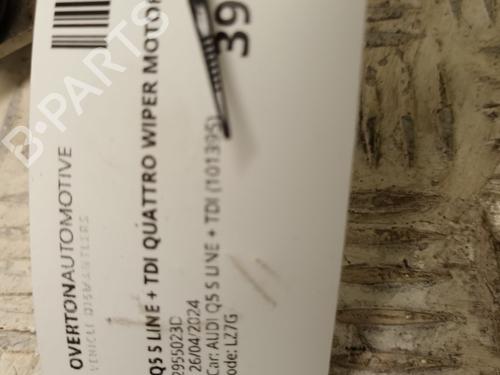 OVERTONAUTOMOTIVE
VEHICLE DISMANTLERS
Q5 S LINE + TDI QUATTRO WIPER MOTOR
2955023D
26/04/2024
Car: AUDI Q5 S LINE + TDI (101395)
ode: LZ7G
39
B-PARTS